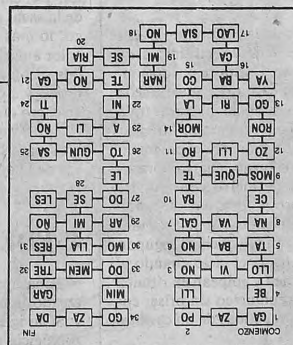 COMIENZO 1 2 34 FIN
GA ZA PO GO ZA DA
4 BE LLI MIN GAR
LLO VI NO 3 33 DO MEN TRE 32
5 TA BA NO 6 30 MO LLA RES 31
8 NA VA GAL 7 29 AR MI ÑO
CE RA 10 27 DO SE LES 28
9 MOS QUE TE LE
12 ZO LLI RO 11 26 TO GUN SA 25
RON MOR 14 23 A LI ÑO
13 GO RI LA 22 NI TI 24
YA BA CO 15 16 TE ÑO GA 21
CA NAR MI 19 SE RIA 20
17 LAO SIA NO 18